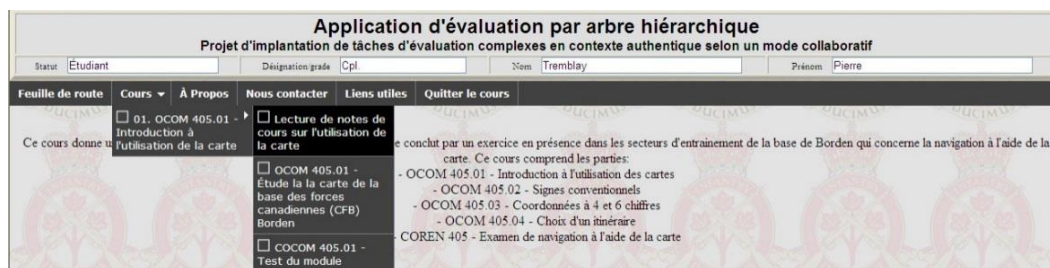 Application d'évaluation par arbre hiérarchique
Projet d'implantation de tâches d'évaluation complexes en contexte authentique selon un mode collaboratif
Statut Étudiant Désignation/grade Cpl. Nom Tremblay Prénom Pierre
Feuille de route Cours À Propos Nous contacter Liens utiles Quitter le cours
01. OCOM 405.01 -
Introduction à
l'utilisation de la carte
Lecture de notes de
cours sur l'utilisation de
la carte
OCOM 405.01 -
Étude la la carte de la
base des forces
canadiennes (CFB)
Borden
COCOM 405.01 -
Test du module
Ce cours donne u
e conclut par un exercice en présence dans les secteurs d'entrainement de la base de Borden qui concerne la navigation à l'aide de la
carte. Ce cours comprend les parties:
- OCOM 405.01 - Introduction à l'utilisation des cartes
- OCOM 405.02 - Signes conventionnels
- OCOM 405.03 - Coordonnées à 4 et 6 chiffres
- OCOM 405.04 - Choix d'un itinéraire
- COREN 405 - Examen de navigation à l'aide de la carte